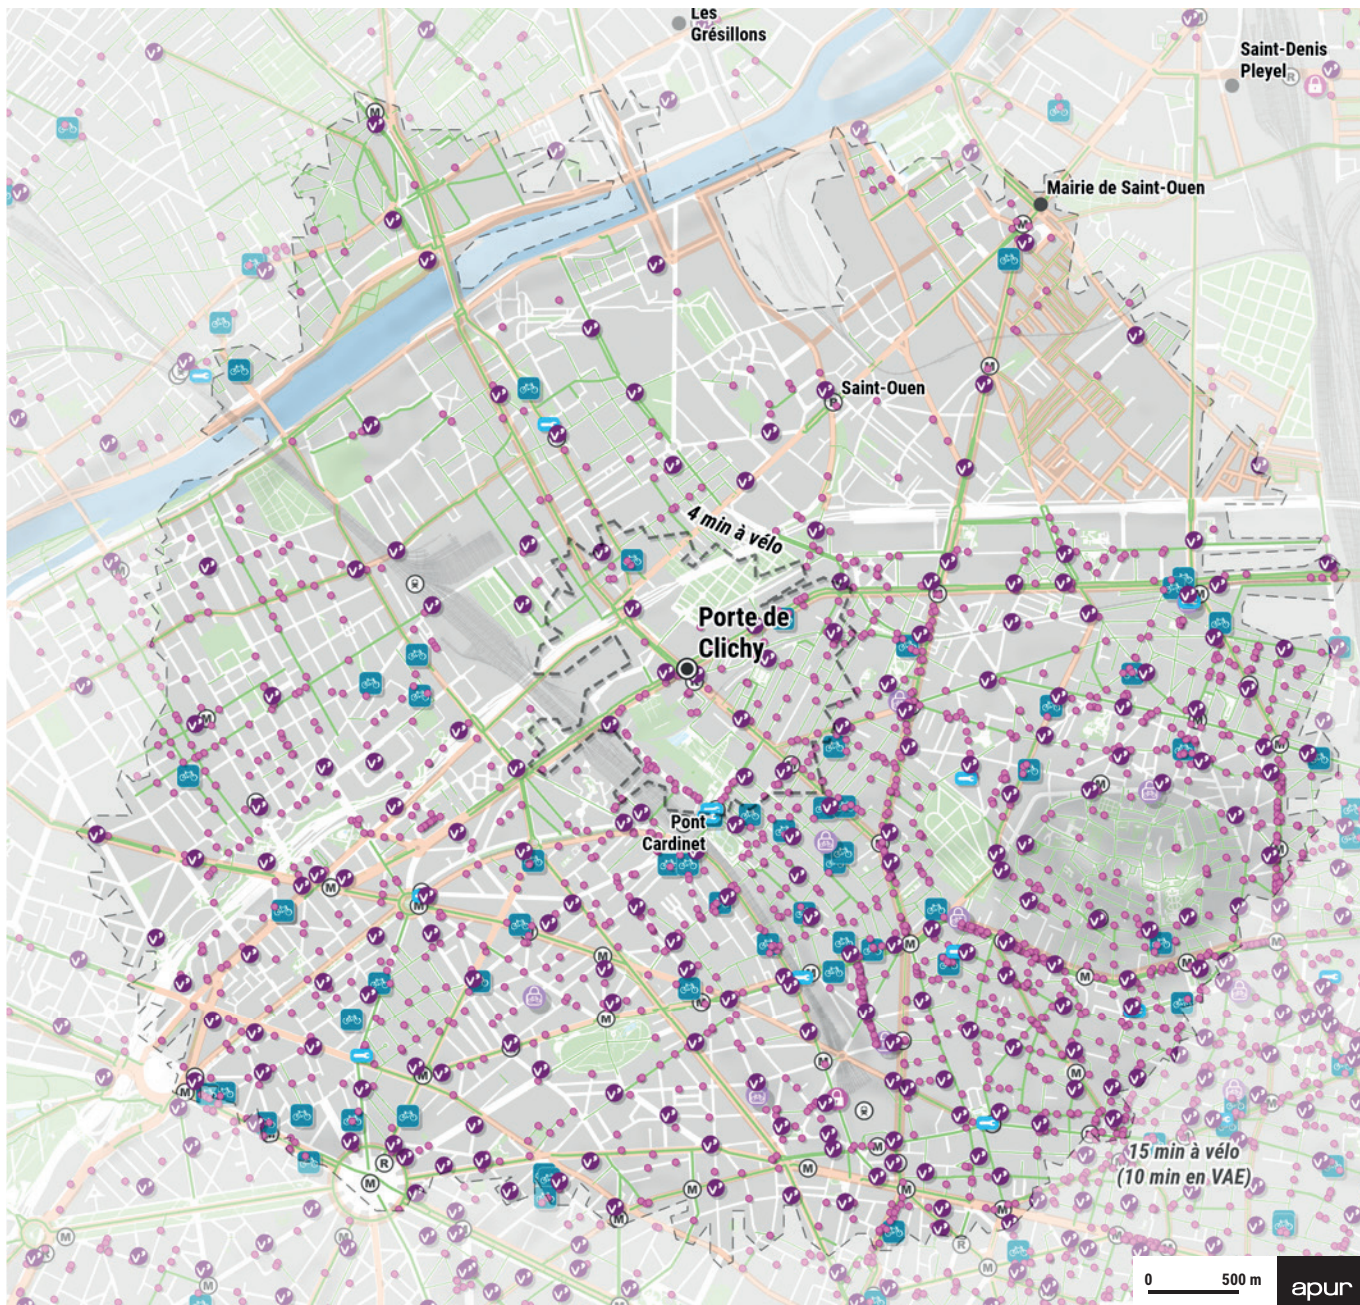 Les
Grésillons
Saint-Denis
Pleyel
R
M
Mairie de Saint-Ouen
M
M
Saint-Ouen
R
4 min à vélo
Porte de
Clichy
Pont
Cardinet
M
M
M
M
M
M
M
M
R
M
15 min à vélo
(10 min en VAE)
0 500 m
apur